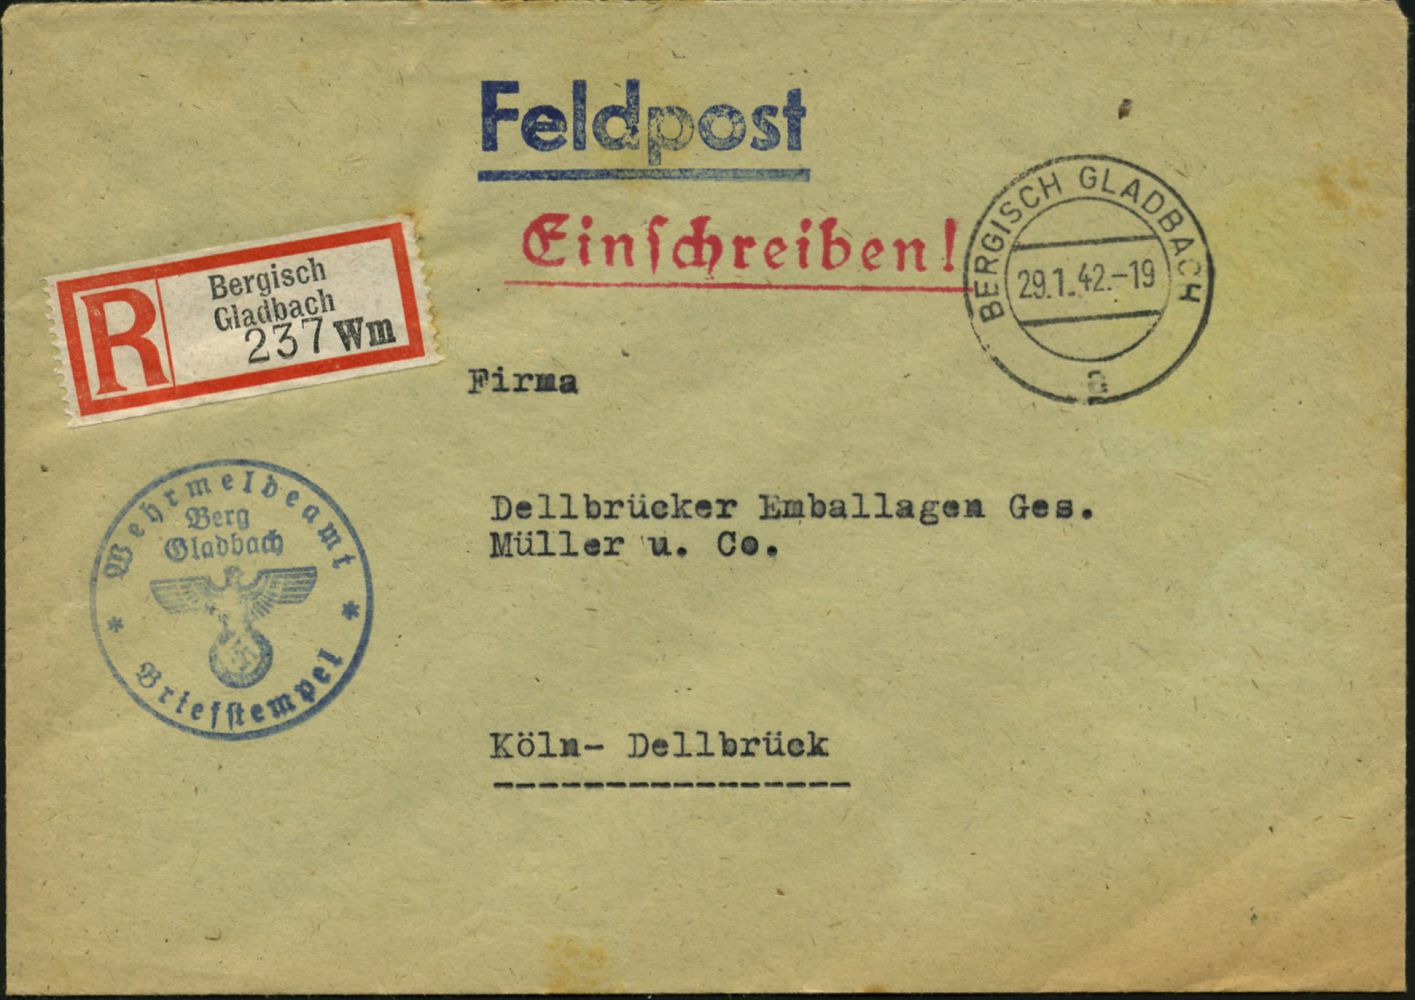 Feldpost
Einschreiben!
BERGISCH GLADBACH
29.1.42.-19
a
R
Bergisch
Gladbach
237 Wm
Firma
Wehrmeldeamt
Berg
Gladbach
* *
Briefstempel
Dellbrücker Emballagen Ges.
Müller u. Co.
Köln- Dellbrück